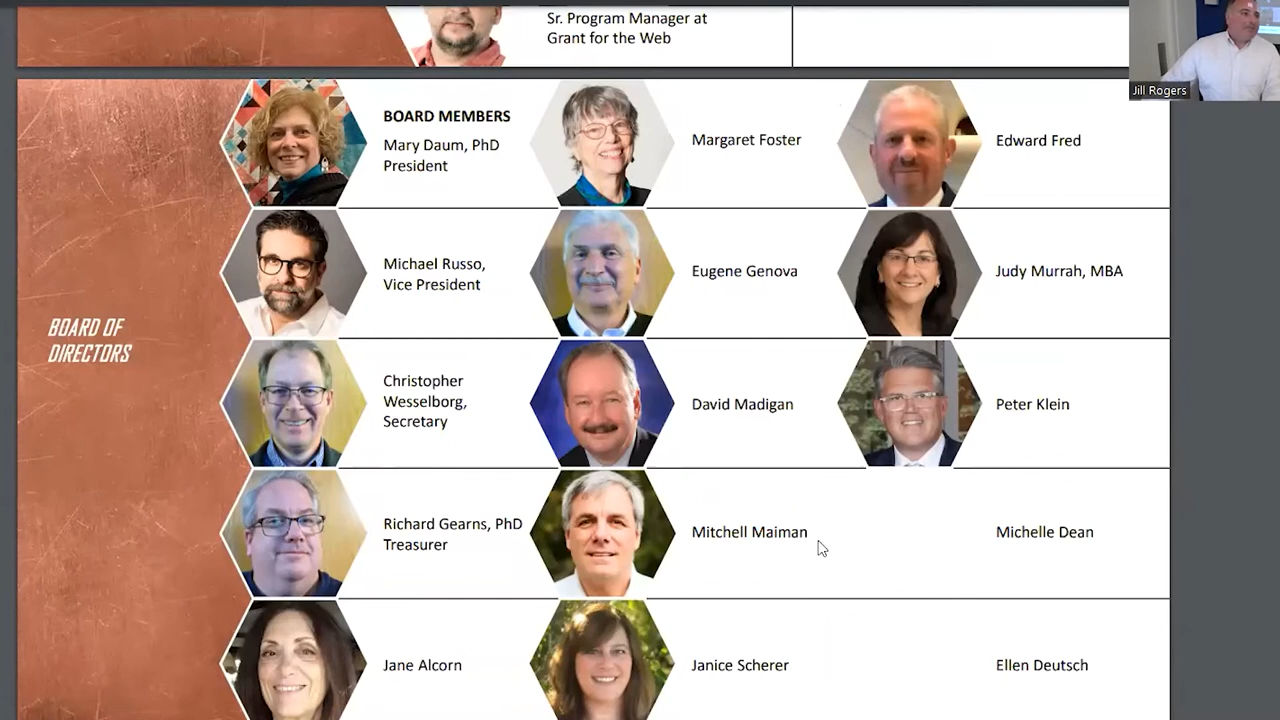 Sr. Program Manager at
Grant for the Web
Jill Rogers
BOARD OF
DIRECTORS
BOARD MEMBERS
Mary Daum, PhD
President
Margaret Foster
Edward Fred
Michael Russo,
Vice President
Eugene Genova
Judy Murrah, MBA
Christopher
Wesselborg,
Secretary
David Madigan
Peter Klein
Richard Gearns, PhD
Treasurer
Mitchell Maiman
Michelle Dean
Jane Alcorn
Janice Scherer
Ellen Deutsch